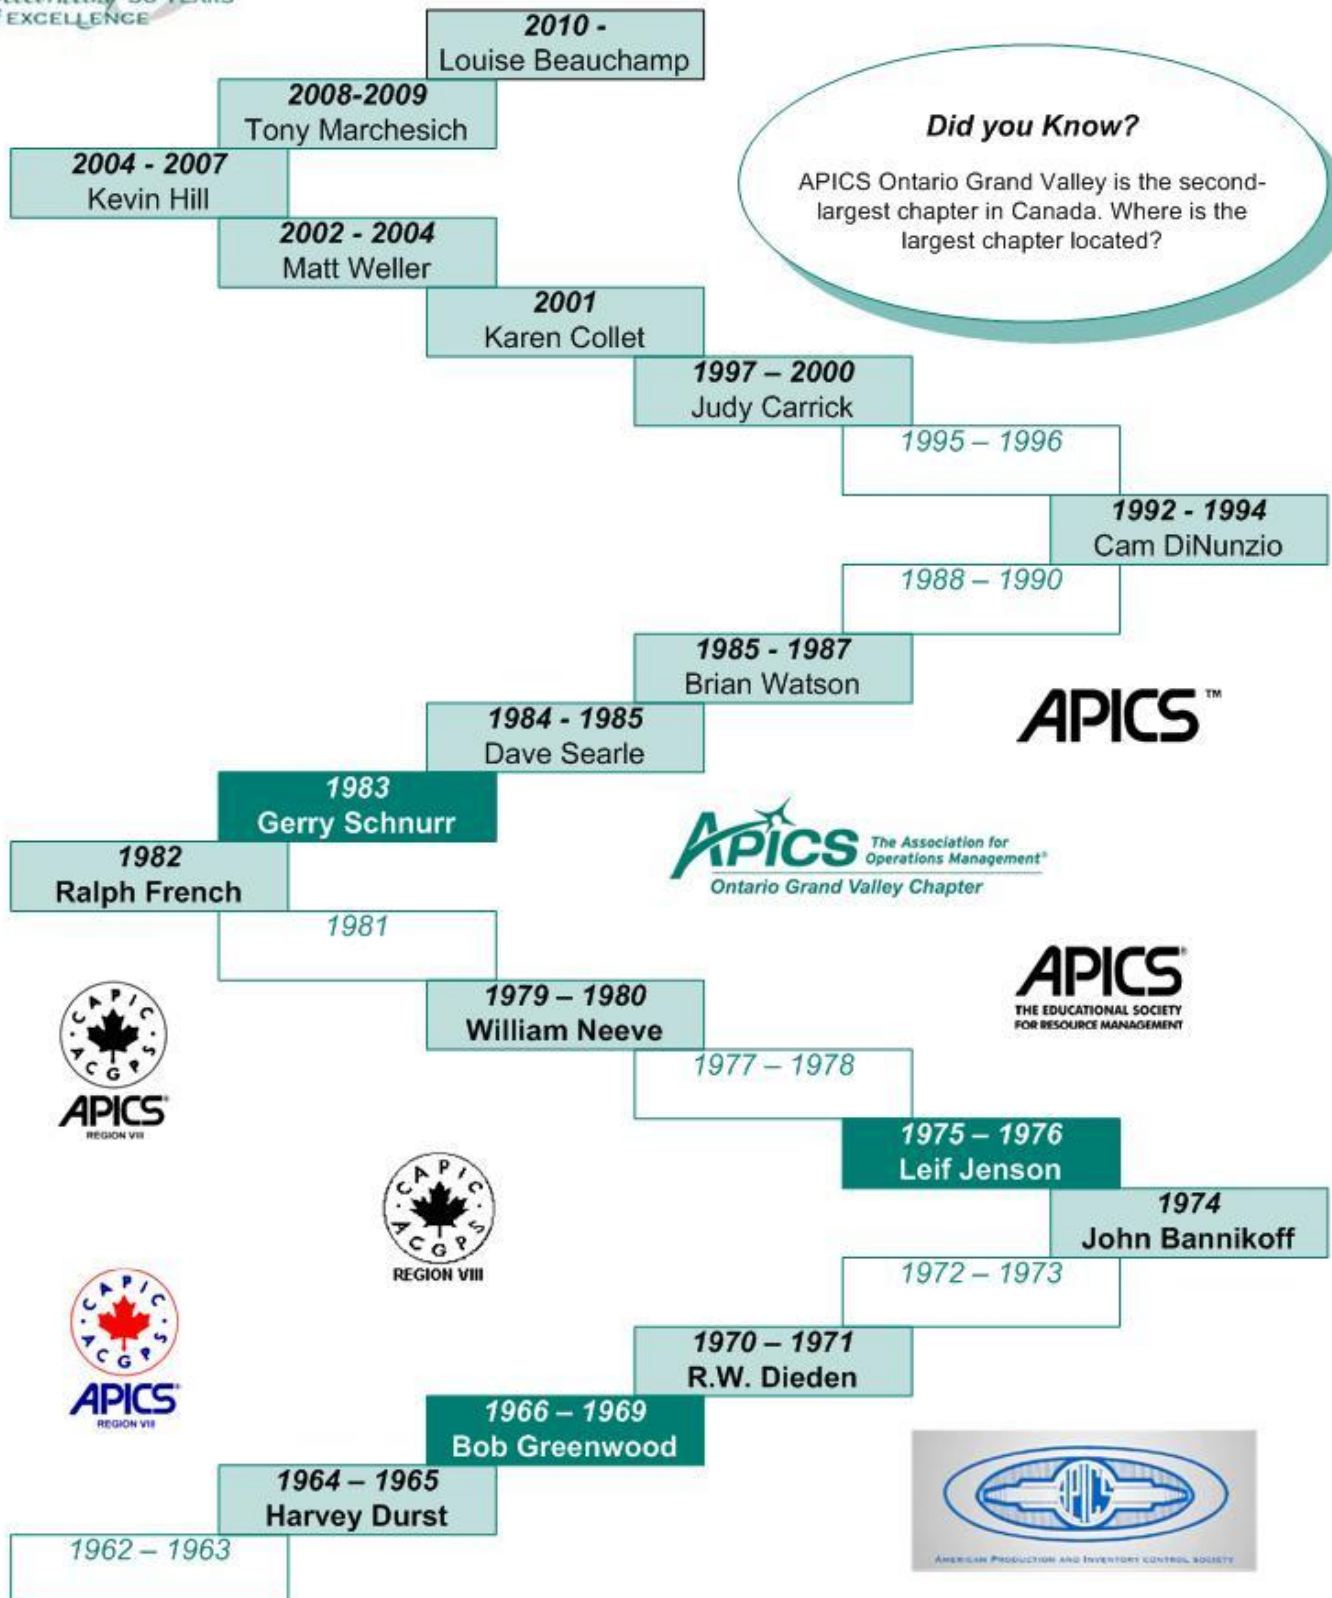 50 YEARS
EXCELLENCE
2010 -
Louise Beauchamp
2008-2009
Tony Marchesich
Did you Know?
APICS Ontario Grand Valley is the second-
largest chapter in Canada. Where is the
largest chapter located?
2004 - 2007
Kevin Hill
2002 - 2004
Matt Weller
2001
Karen Collet
1997 – 2000
Judy Carrick
1995 – 1996
1992 - 1994
Cam DiNunzio
1988 – 1990
1985 - 1987
Brian Watson
APICS™
1984 - 1985
Dave Searle
1983
Gerry Schnurr
APICS The Association for
Operations Management®
Ontario Grand Valley Chapter
1982
Ralph French
1981
APICS®
THE EDUCATIONAL SOCIETY
FOR RESOURCE MANAGEMENT
1979 – 1980
William Neeve
CAPIC · ACGPS ·
APICS®
REGION VIII
1977 – 1978
1975 – 1976
Leif Jenson
CAPIC · ACGPS ·
REGION VIII
1974
John Bannikoff
1972 – 1973
CAPIC · ACGPS ·
APICS®
REGION VIII
1970 – 1971
R.W. Dieden
1966 – 1969
Bob Greenwood
1964 – 1965
Harvey Durst
APICS
AMERICAN PRODUCTION AND INVENTORY CONTROL SOCIETY
1962 – 1963